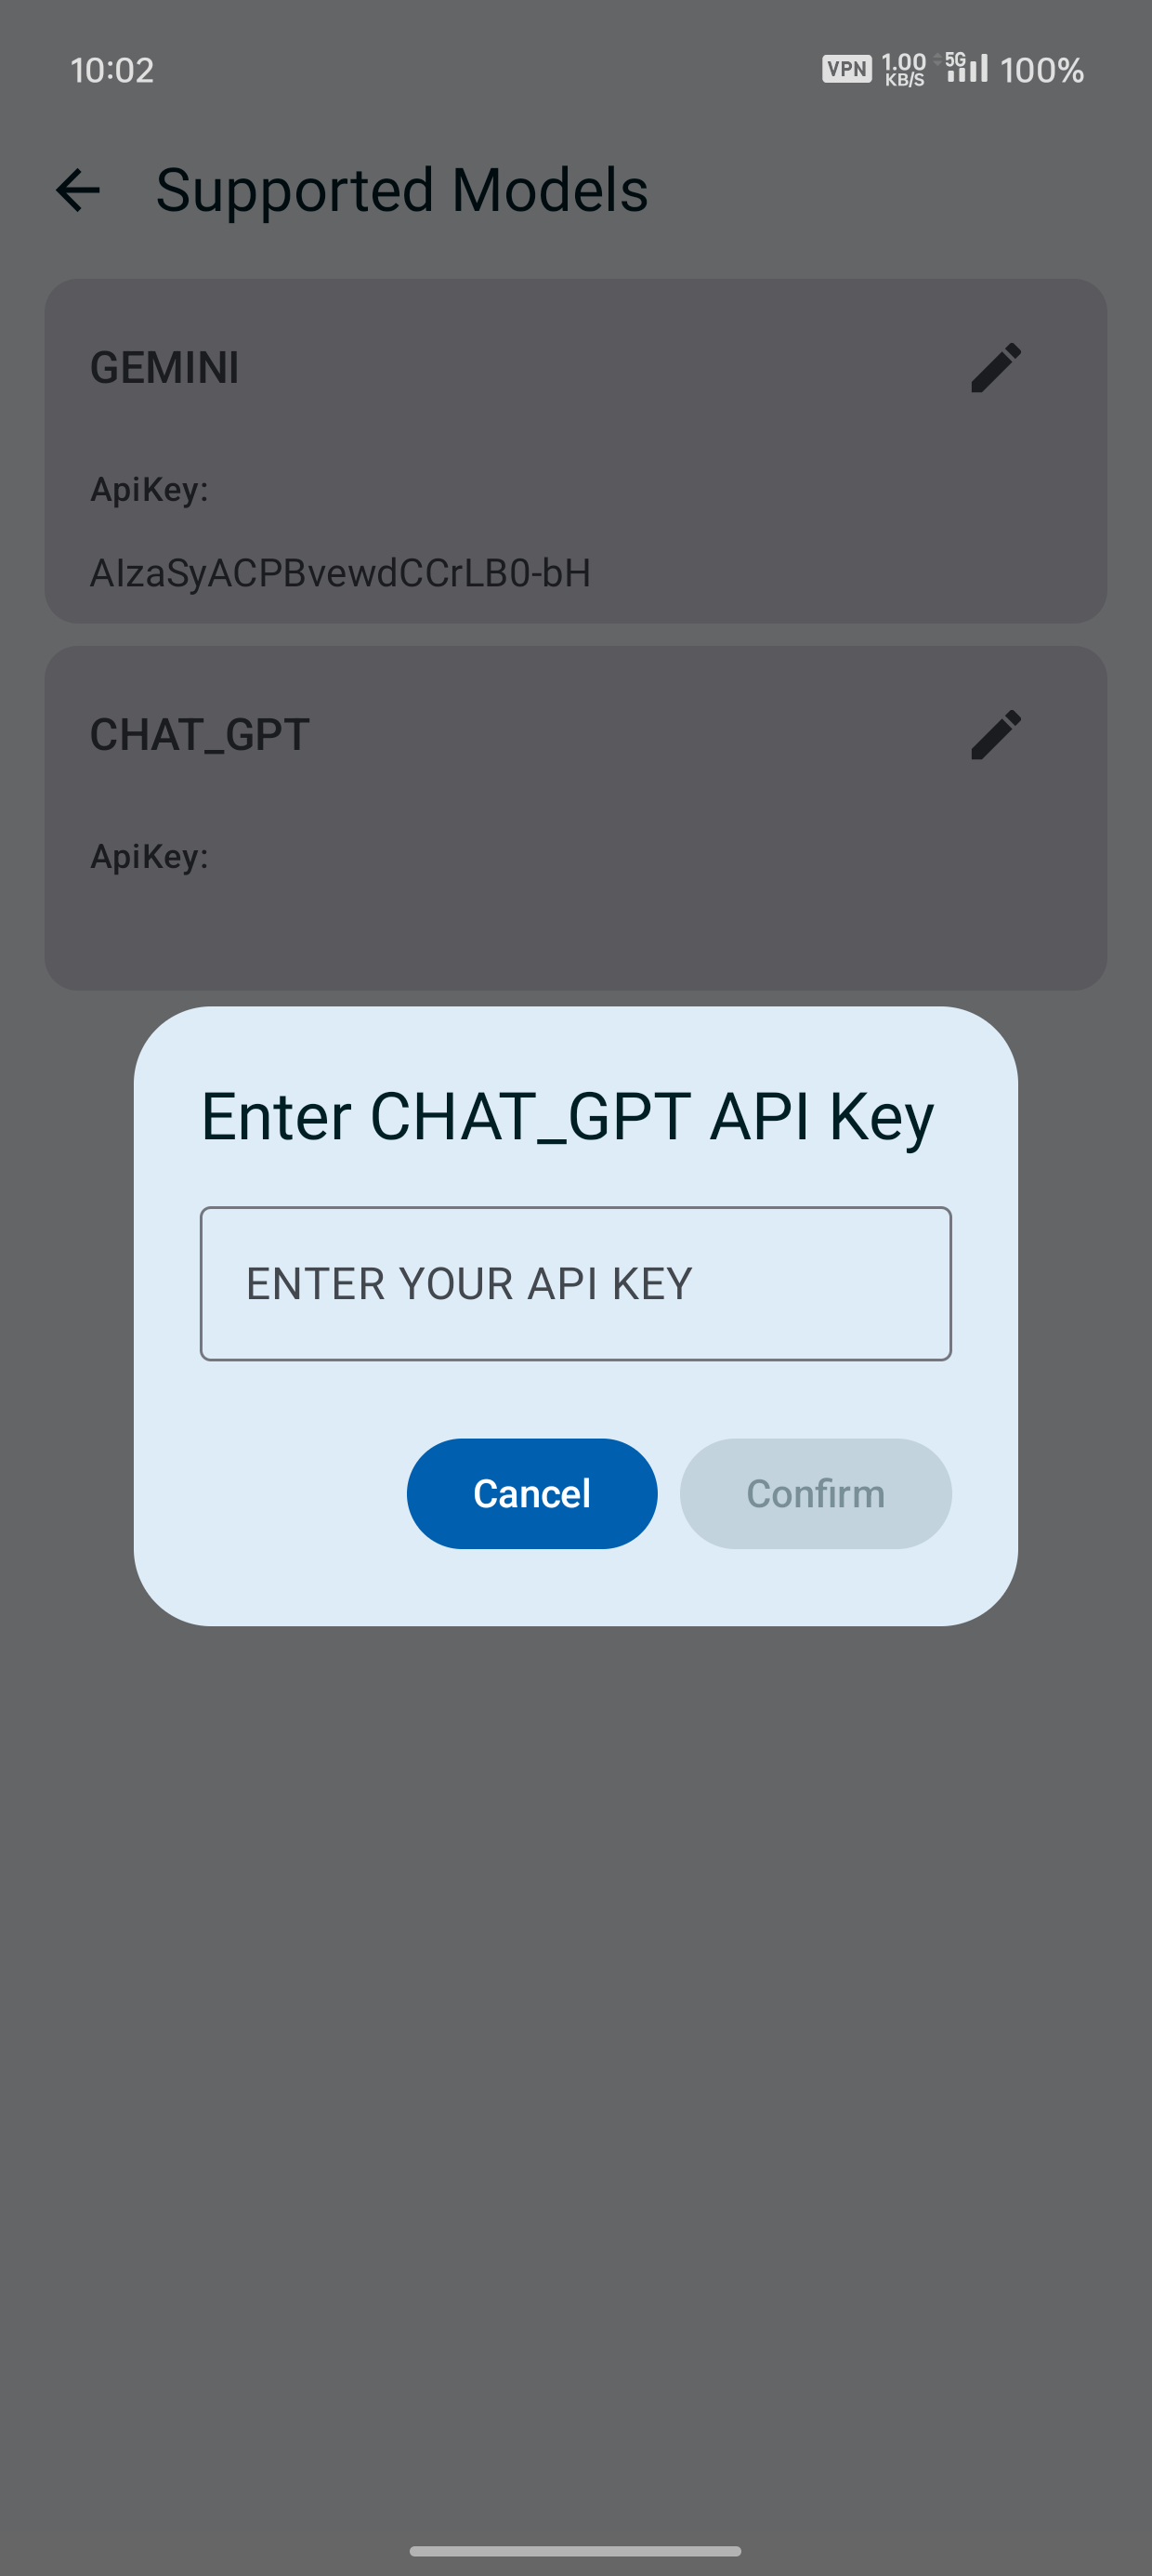 10:02
VPN 1.00 KB/S 5G 100%
Supported Models
GEMINI
ApiKey:
AIzaSyACPBvewdCCrLB0-bH
CHAT_GPT
ApiKey:
Enter CHAT_GPT API Key
ENTER YOUR API KEY
Cancel Confirm